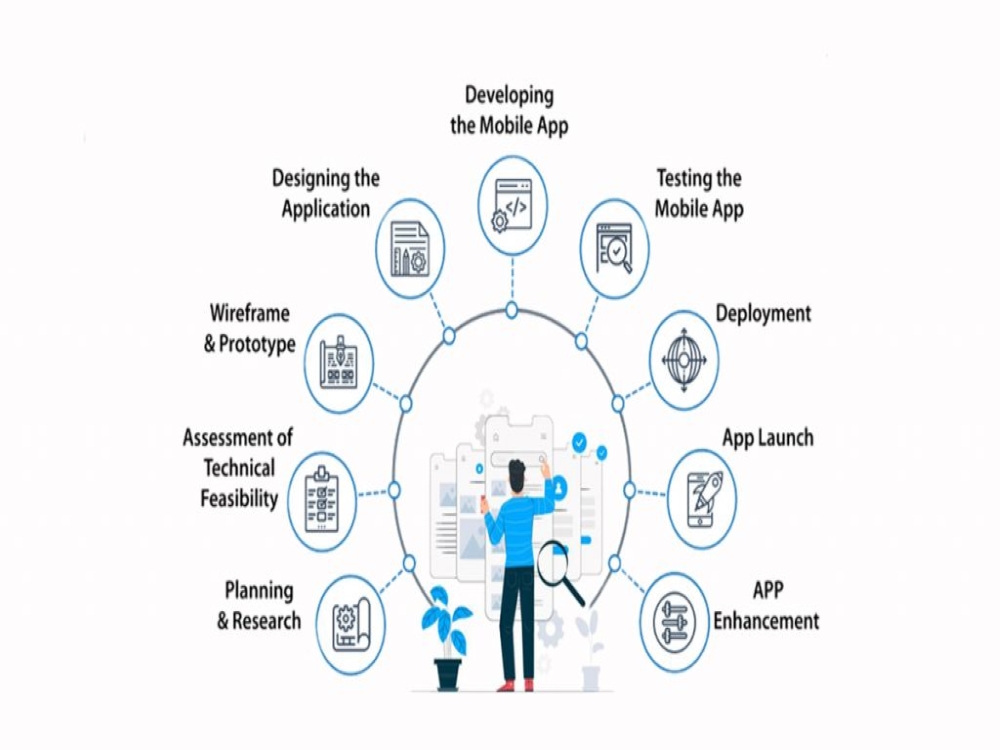 Developing
the Mobile App
Designing the
Application
Testing the
Mobile App
Wireframe
& Prototype
Deployment
Assessment of
Technical
Feasibility
App Launch
Planning
& Research
APP
Enhancement